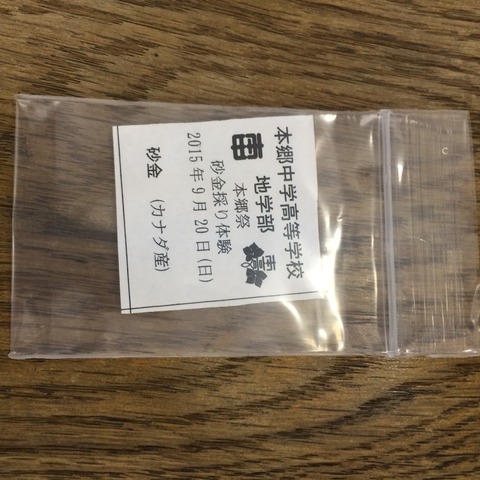 本郷中学高等学校
地学部
本郷祭
砂金採り体験
2015年9月20日(日)
砂金 (カナダ産)